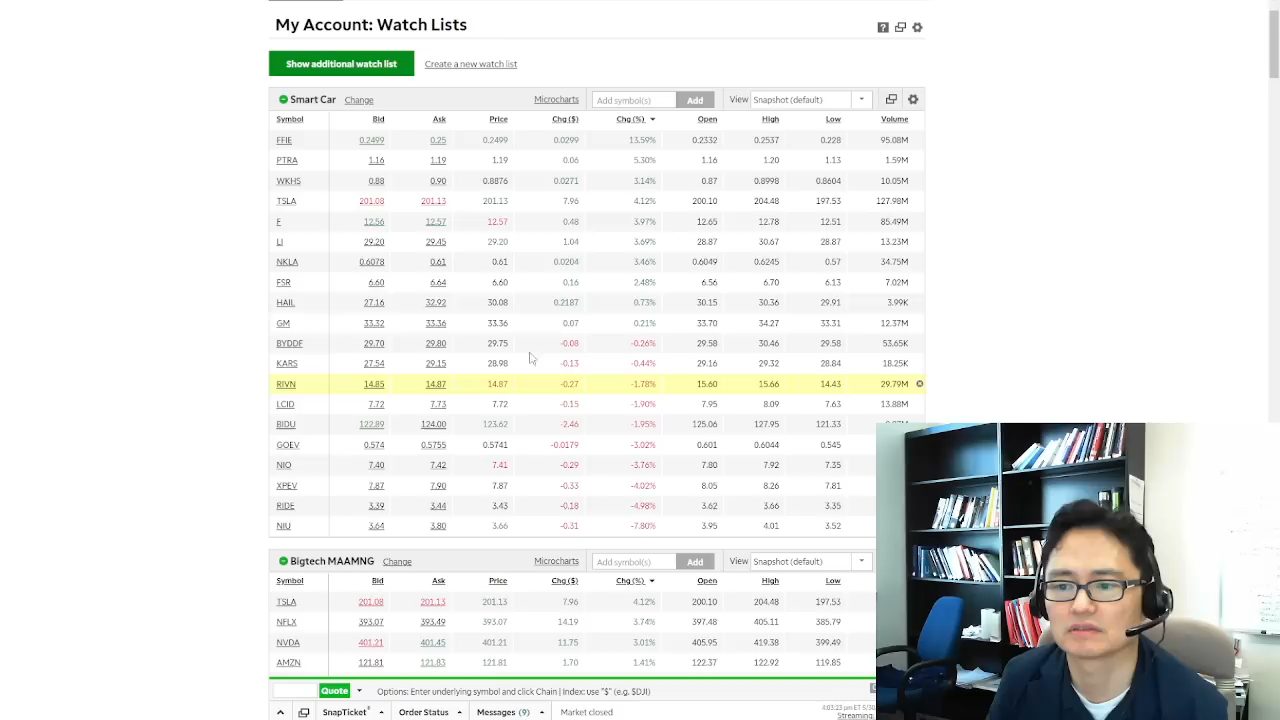 My Account: Watch Lists
?
Show additional watch list Create a new watch list
Smart Car Change Microcharts Add symbol(s) Add View Snapshot (default)
Symbol Bid Ask Price Chg ($) Chg (%) Open High Low Volume
FFIE 0.2499 0.25 0.2499 0.0299 13.59% 0.2332 0.2537 0.228 95.08M
PTRA 1.16 1.19 1.19 0.06 5.30% 1.16 1.20 1.13 1.59M
WKHS 0.88 0.90 0.8876 0.0271 3.14% 0.87 0.8998 0.8604 10.05M
TSLA 201.08 201.13 201.13 7.96 4.12% 200.10 204.48 197.53 127.98M
F 12.56 12.57 12.57 0.48 3.97% 12.65 12.78 12.51 85.49M
LI 29.20 29.45 29.20 1.04 3.69% 28.87 30.67 28.87 13.23M
NKLA 0.6078 0.61 0.61 0.0204 3.46% 0.6049 0.6245 0.57 34.75M
FSR 6.60 6.64 6.60 0.16 2.48% 6.56 6.70 6.13 7.02M
HAIL 27.16 32.92 30.08 0.2187 0.73% 30.15 30.36 29.91 3.99K
GM 33.32 33.36 33.36 0.07 0.21% 33.70 34.27 33.31 12.37M
BYDDF 29.70 29.80 29.75 -0.08 -0.26% 29.58 30.46 29.58 53.65K
KARS 27.54 29.15 28.98 -0.13 -0.44% 29.16 29.32 28.84 18.25K
RIVN 14.85 14.87 14.87 -0.27 -1.78% 15.60 15.66 14.43 29.79M
LCID 7.72 7.73 7.72 -0.15 -1.90% 7.95 8.09 7.63 13.88M
BIDU 122.89 124.00 123.62 -2.46 -1.95% 125.06 127.95 121.33
GOEV 0.574 0.5755 0.5741 -0.0179 -3.02% 0.601 0.6044 0.545
NIO 7.40 7.42 7.41 -0.29 -3.76% 7.80 7.92 7.35
XPEV 7.87 7.90 7.87 -0.33 -4.02% 8.05 8.26 7.81
RIDE 3.39 3.44 3.43 -0.18 -4.98% 3.62 3.66 3.35
NIU 3.64 3.80 3.66 -0.31 -7.80% 3.95 4.01 3.52
Bigtech MAAMNG Change Microcharts Add symbol(s) Add View Snapshot (default)
Symbol Bid Ask Price Chg ($) Chg (%) Open High Low
TSLA 201.08 201.13 201.13 7.96 4.12% 200.10 204.48 197.53
NFLX 393.07 393.49 393.07 14.19 3.74% 397.48 405.11 385.79
NVDA 401.21 401.45 401.21 11.75 3.01% 405.95 419.38 399.49
AMZN 121.81 121.83 121.81 1.70 1.41% 122.37 122.92 119.85
Quote Options: Enter underlying symbol and click Chain | Index: use "$" (e.g. $DJI)
SnapTicket® Order Status Messages (9) Market closed
4:03:23 pm ET 5/30
Streaming